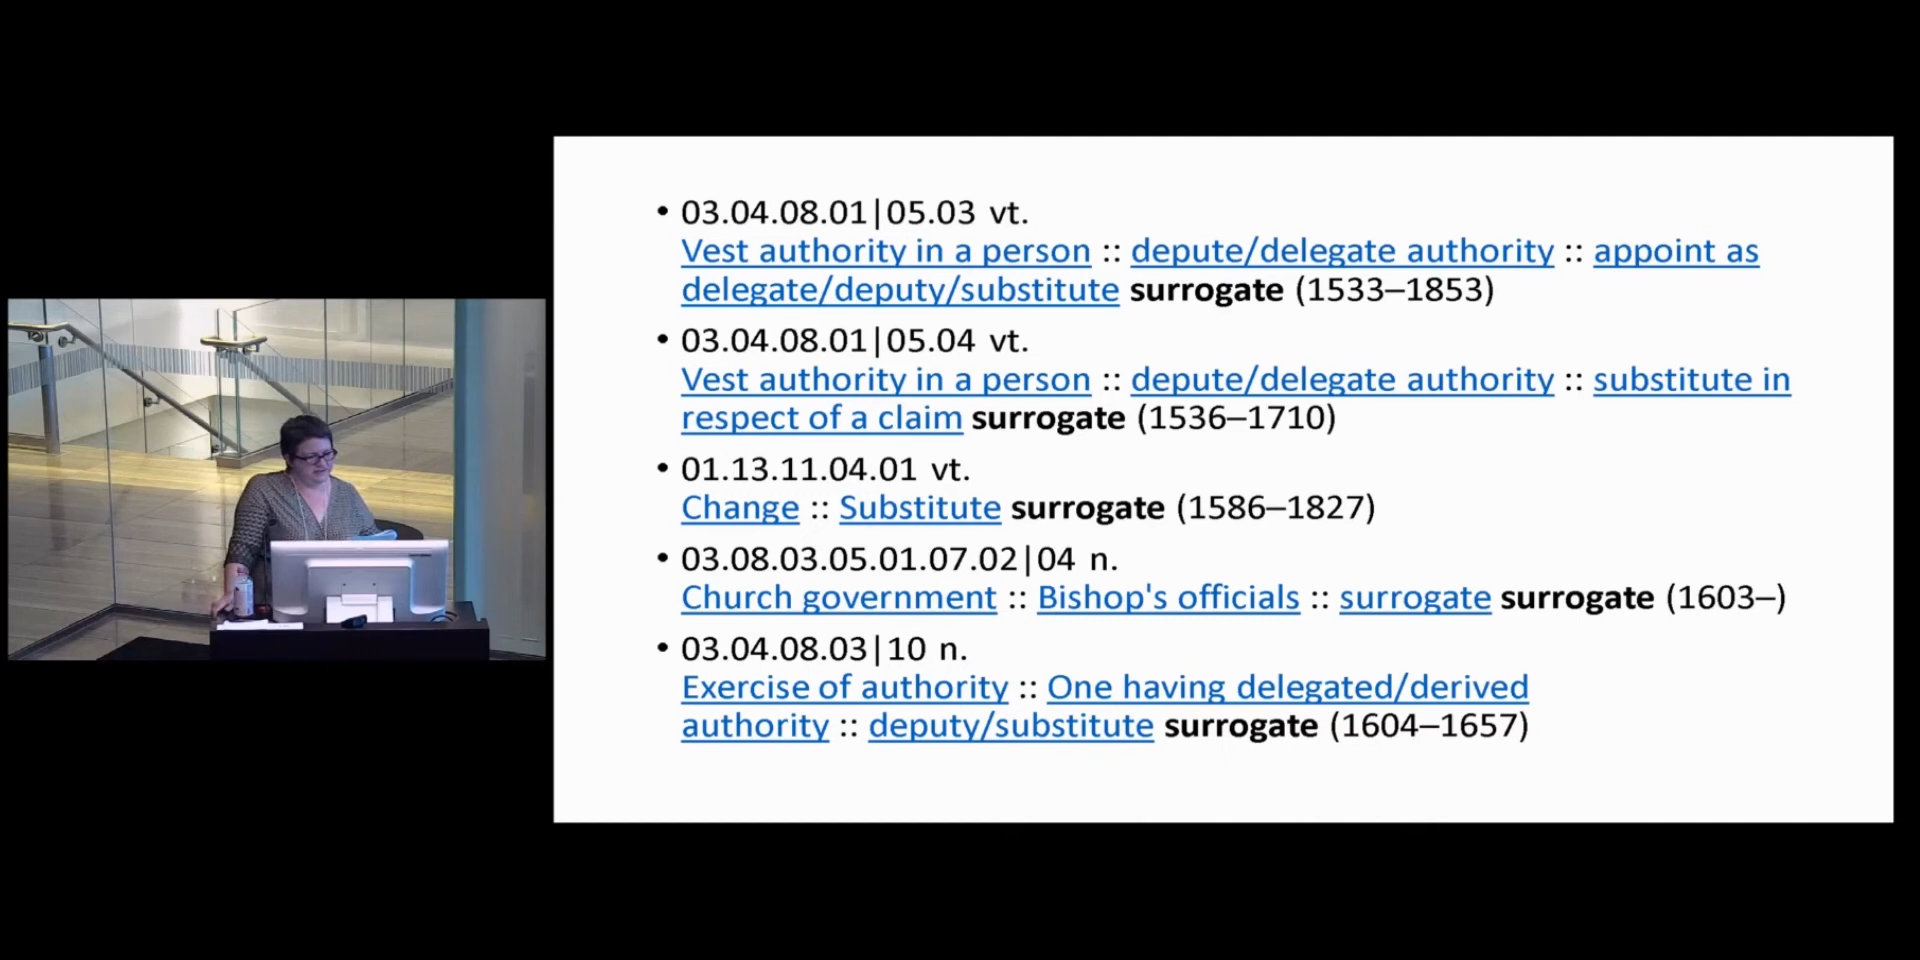 • 03.04.08.01|05.03 vt.
Vest authority in a person :: depute/delegate authority :: appoint as
delegate/deputy/substitute surrogate (1533–1853)
• 03.04.08.01|05.04 vt.
Vest authority in a person :: depute/delegate authority :: substitute in
respect of a claim surrogate (1536–1710)
• 01.13.11.04.01 vt.
Change :: Substitute surrogate (1586–1827)
• 03.08.03.05.01.07.02|04 n.
Church government :: Bishop's officials :: surrogate surrogate (1603–)
• 03.04.08.03|10 n.
Exercise of authority :: One having delegated/derived
authority :: deputy/substitute surrogate (1604–1657)